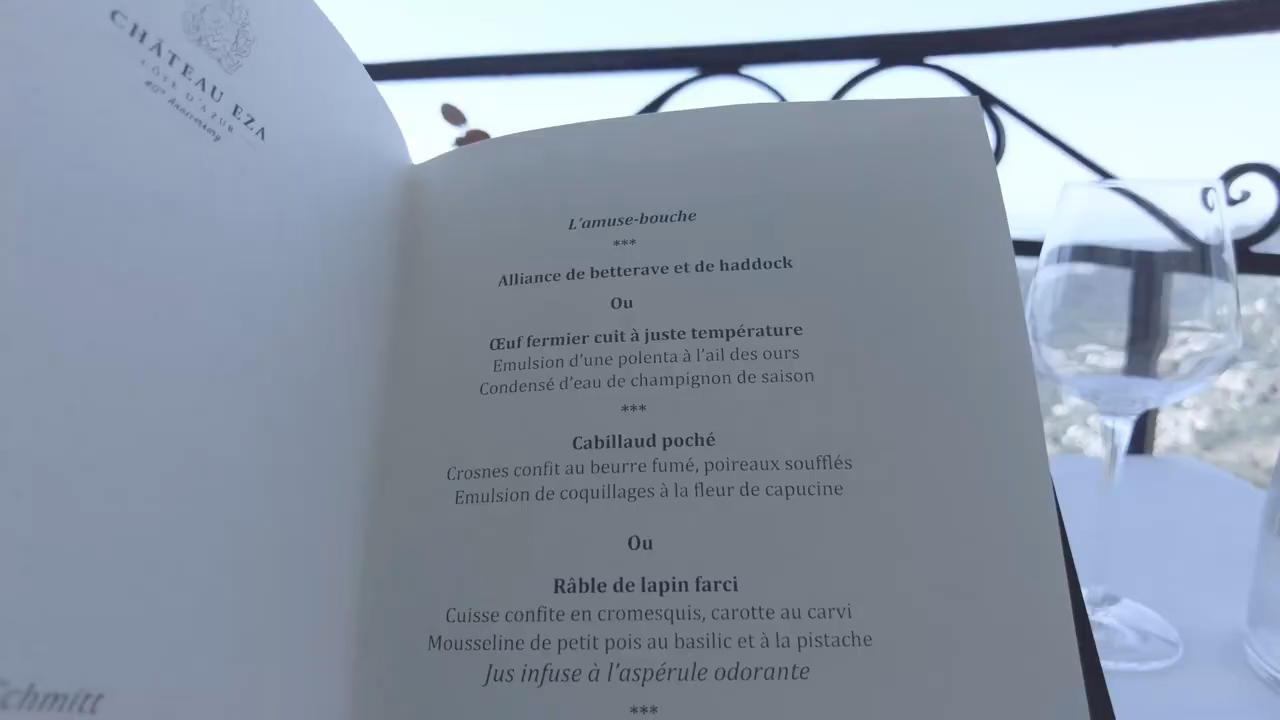 CHÂTEAU EZA
CÔTE D'AZUR
40th Anniversary
Schmitt
L'amuse-bouche
***
Alliance de betterave et de haddock
Ou
Œuf fermier cuit à juste température
Emulsion d'une polenta à l'ail des ours
Condensé d'eau de champignon de saison
***
Cabillaud poché
Crosnes confit au beurre fumé, poireaux soufflés
Emulsion de coquillages à la fleur de capucine
Ou
Râble de lapin farci
Cuisse confite en cromesquis, carotte au carvi
Mousseline de petit pois au basilic et à la pistache
Jus infuse à l'aspérule odorante
***